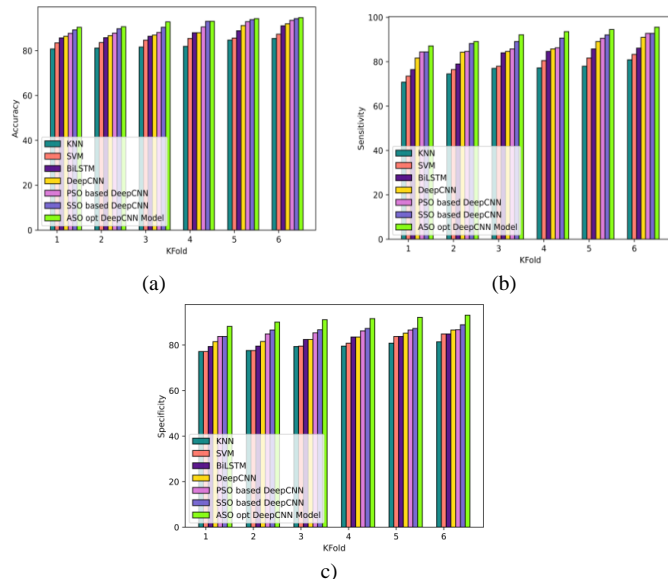 80
60
40
20
0
Accuracy
KNN
SVM
BiLSTM
DeepCNN
PSO based DeepCNN
SSO based DeepCNN
ASO opt DeepCNN Model
1 2 3 4 5 6
KFold
(a)
100
80
60
40
20
0
Sensitivity
KNN
SVM
BiLSTM
DeepCNN
PSO based DeepCNN
SSO based DeepCNN
ASO opt DeepCNN Model
1 2 3 4 5 6
KFold
(b)
80
60
40
20
0
Specificity
KNN
SVM
BiLSTM
DeepCNN
PSO based DeepCNN
SSO based DeepCNN
ASO opt DeepCNN Model
1 2 3 4 5 6
KFold
c)